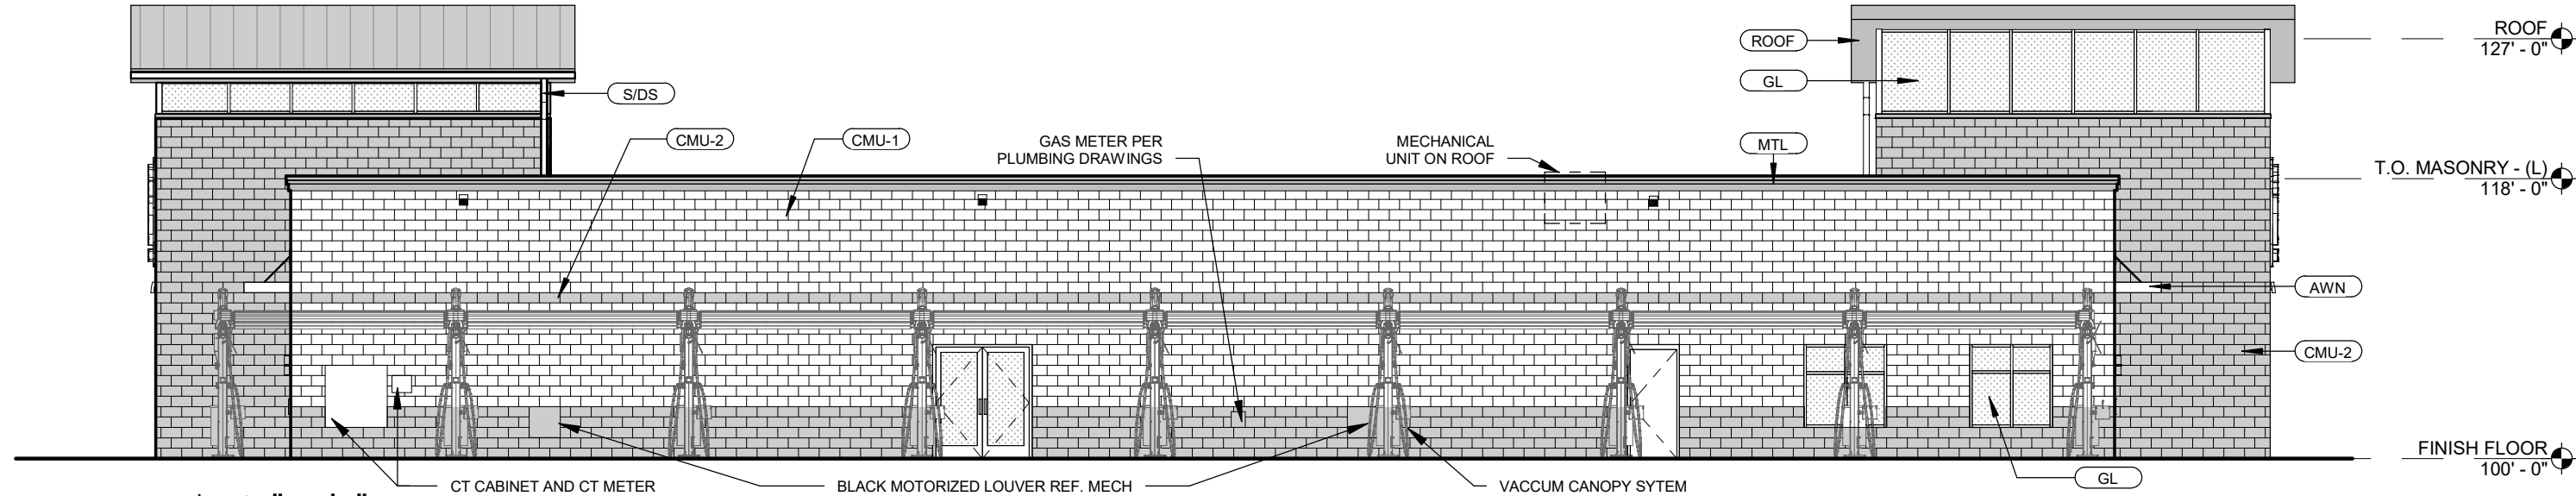 ROOF
127' - 0"
ROOF
GL
S/DS
CMU-2
CMU-1
GAS METER PER
PLUMBING DRAWINGS
MECHANICAL
UNIT ON ROOF
MTL
T.O. MASONRY - (L)
118' - 0"
AWN
CMU-2
FINISH FLOOR
100' - 0"
GL
CT CABINET AND CT METER
BLACK MOTORIZED LOUVER REF. MECH
VACCUM CANOPY SYTEM